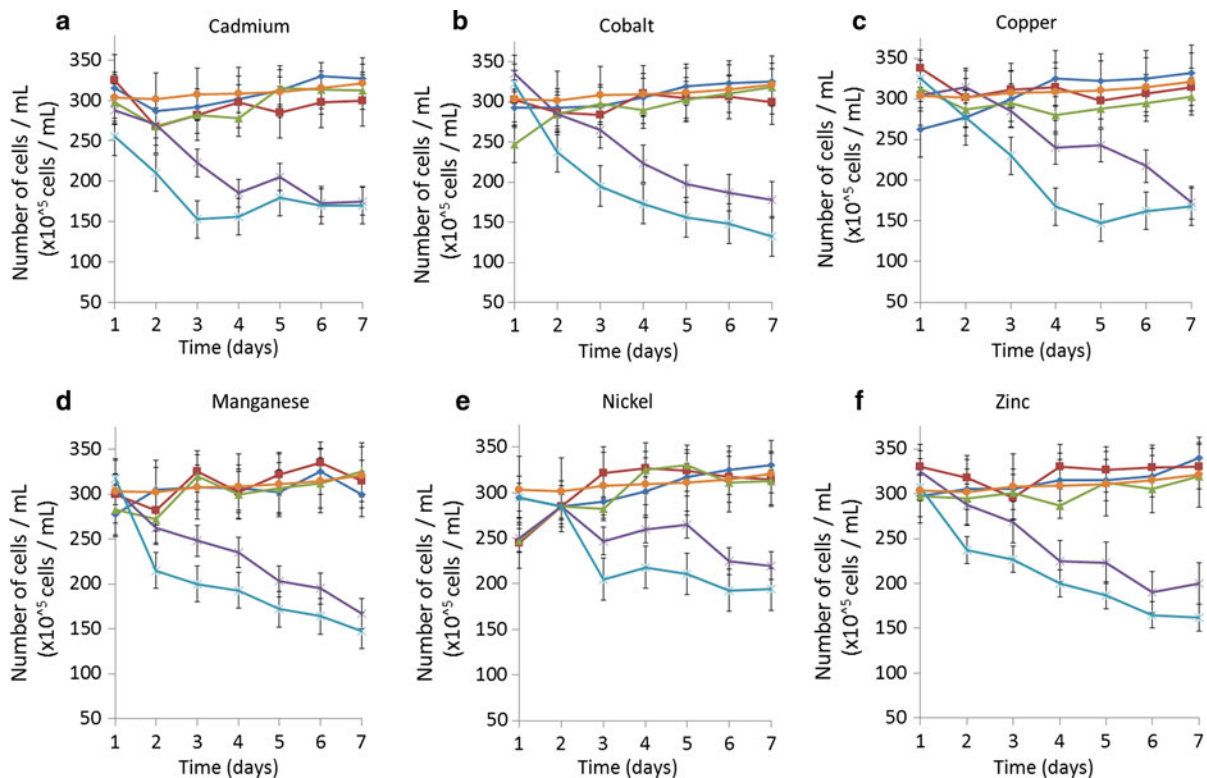 a
Cadmium
Number of cells / mL
(x10^5 cells / mL)
350
300
250
200
150
100
50
1 2 3 4 5 6 7
Time (days)
b
Cobalt
Number of cells / mL
(x10^5 cells / mL)
350
300
250
200
150
100
50
1 2 3 4 5 6 7
Time (days)
c
Copper
Number of cells / mL
(x10^5 cells / mL)
350
300
250
200
150
100
50
1 2 3 4 5 6 7
Time (days)
d
Manganese
Number of cells / mL
(x10^5 cells / mL)
350
300
250
200
150
100
50
1 2 3 4 5 6 7
Time (days)
e
Nickel
Number of cells / mL
(x10^5 cells / mL)
350
300
250
200
150
100
50
1 2 3 4 5 6 7
Time (days)
f
Zinc
Number of cells / mL
(x10^5 cells / mL)
350
300
250
200
150
100
50
1 2 3 4 5 6 7
Time (days)